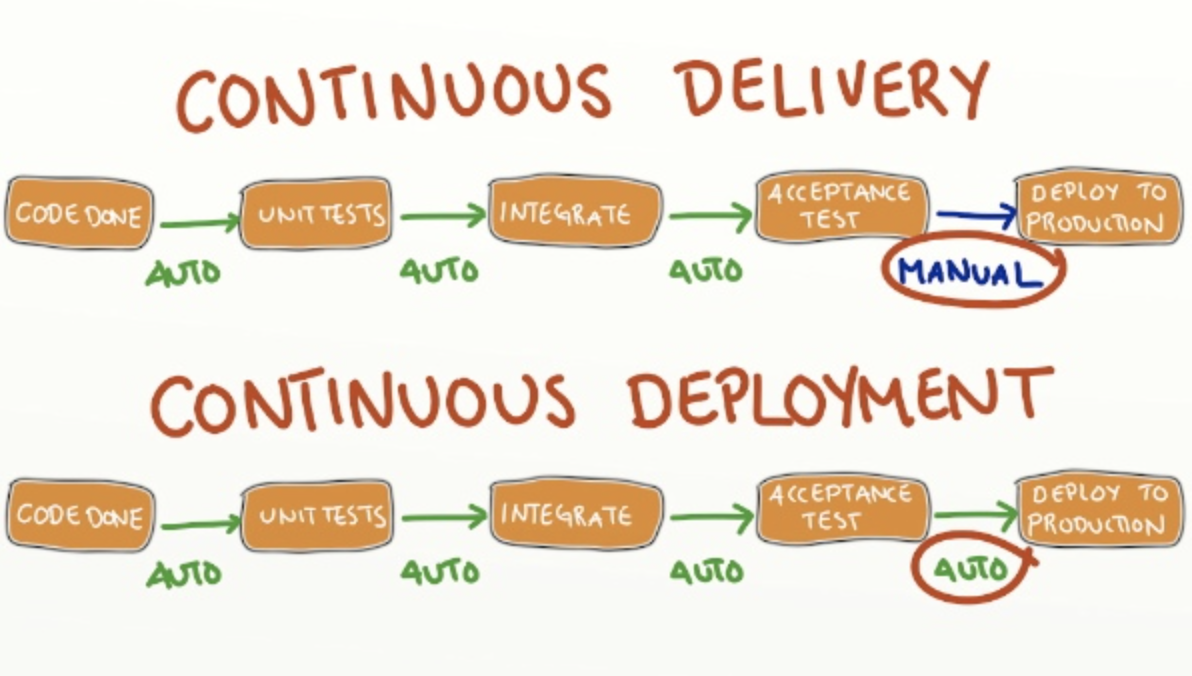 CONTINUOUS DELIVERY
CODE DONE
UNIT TESTS
INTEGRATE
ACCEPTANCE
TEST
DEPLOY TO
PRODUCTION
AUTO
AUTO
AUTO
MANUAL
CONTINUOUS DEPLOYMENT
CODE DONE
UNIT TESTS
INTEGRATE
ACCEPTANCE
TEST
DEPLOY TO
PRODUCTION
AUTO
AUTO
AUTO
AUTO